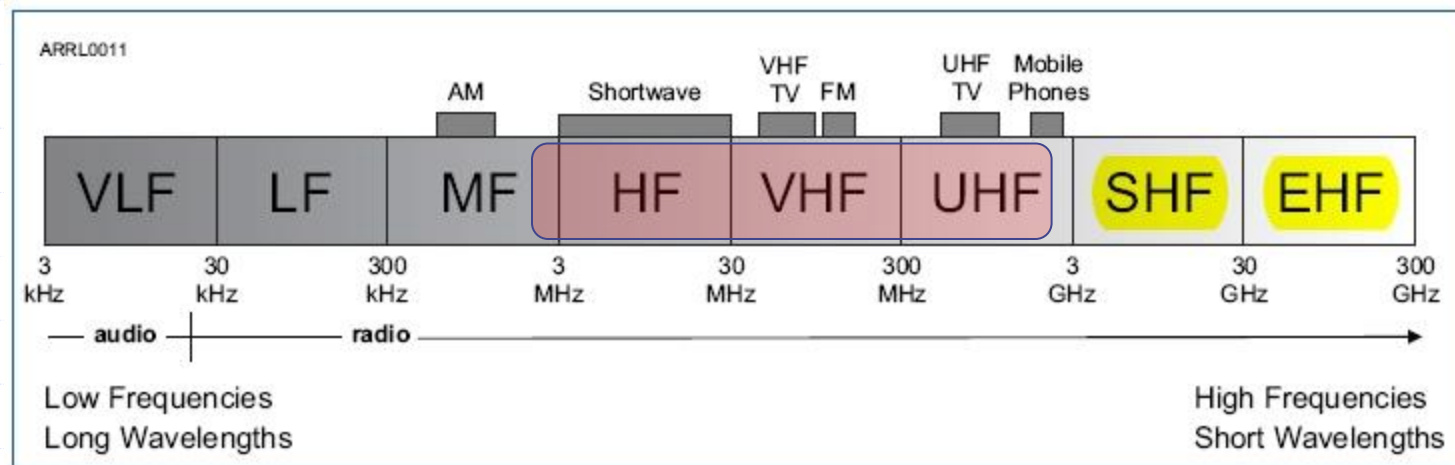 ARRL0011
AM
Shortwave
VHF
TV
FM
UHF
TV
Mobile
Phones
VLF LF MF HF VHF UHF SHF EHF
3 30 300 3 30 300 3 30 300
kHz kHz kHz MHz MHz MHz GHz GHz GHz
audio radio
Low Frequencies
Long Wavelengths
High Frequencies
Short Wavelengths